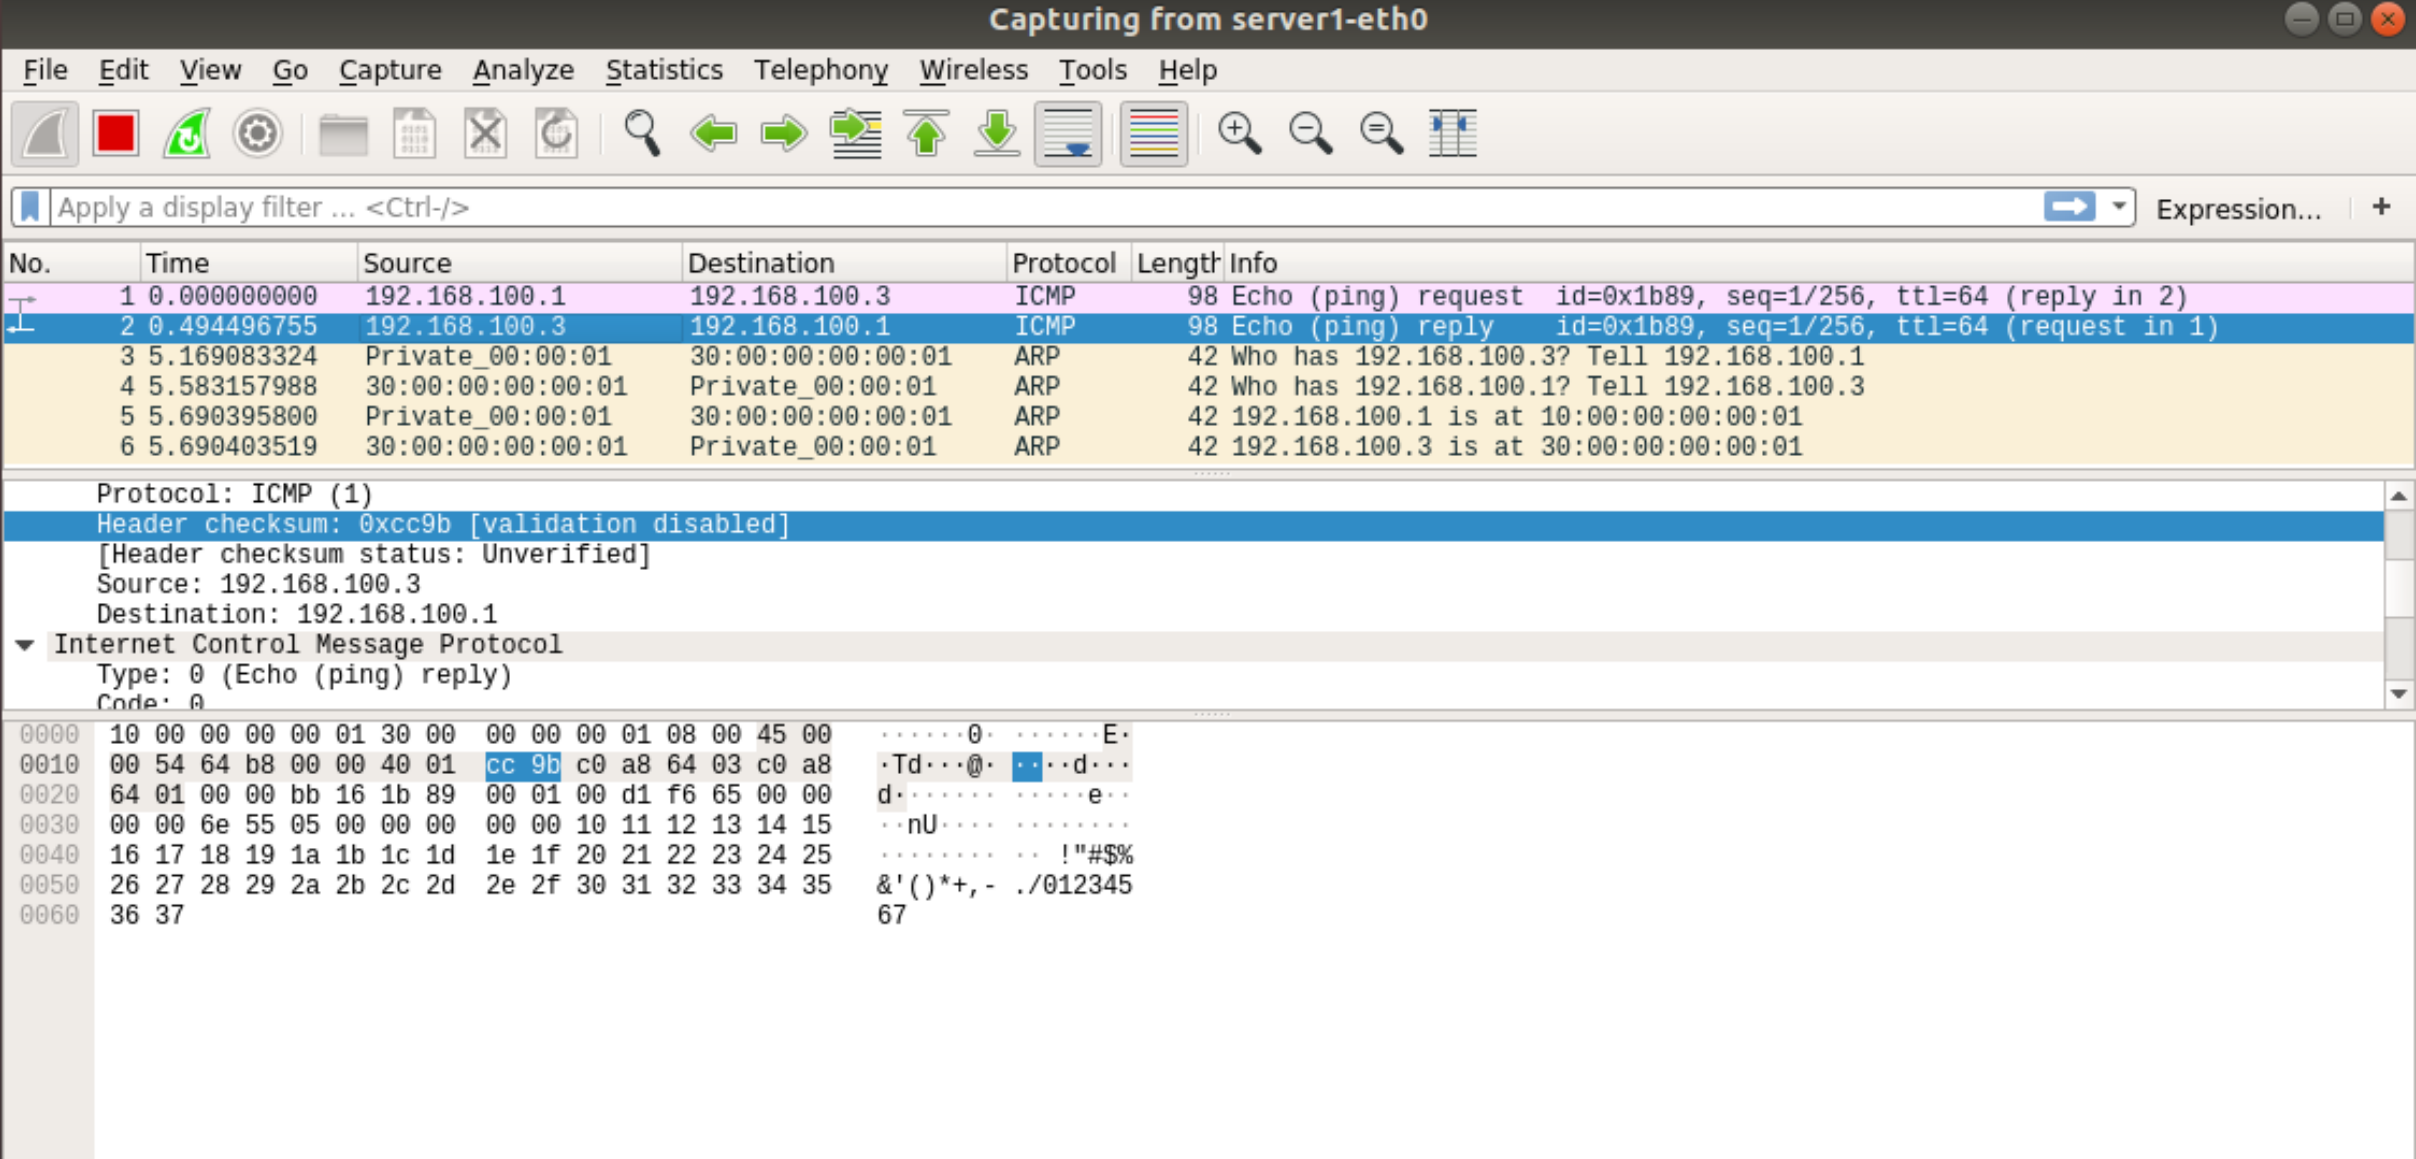 Capturing from server1-eth0
File Edit View Go Capture Analyze Statistics Telephony Wireless Tools Help
Apply a display filter ... <Ctrl-/> Expression... +
No. Time Source Destination Protocol Length Info
1 0.000000000 192.168.100.1 192.168.100.3 ICMP 98 Echo (ping) request id=0x1b89, seq=1/256, ttl=64 (reply in 2)
2 0.494496755 192.168.100.3 192.168.100.1 ICMP 98 Echo (ping) reply id=0x1b89, seq=1/256, ttl=64 (request in 1)
3 5.169083324 Private_00:00:01 30:00:00:00:00:01 ARP 42 Who has 192.168.100.3? Tell 192.168.100.1
4 5.583157988 30:00:00:00:00:01 Private_00:00:01 ARP 42 Who has 192.168.100.1? Tell 192.168.100.3
5 5.690395800 Private_00:00:01 30:00:00:00:00:01 ARP 42 192.168.100.1 is at 10:00:00:00:00:01
6 5.690403519 30:00:00:00:00:01 Private_00:00:01 ARP 42 192.168.100.3 is at 30:00:00:00:00:01
Protocol: ICMP (1)
Header checksum: 0xcc9b [validation disabled]
[Header checksum status: Unverified]
Source: 192.168.100.3
Destination: 192.168.100.1
Internet Control Message Protocol
Type: 0 (Echo (ping) reply)
Code: 0
0000 10 00 00 00 00 01 30 00 00 00 00 01 08 00 45 00 ······0· ······E·
0010 00 54 64 b8 00 00 40 01 cc 9b c0 a8 64 03 c0 a8 ·Td···@· ····d···
0020 64 01 00 00 bb 16 1b 89 00 01 00 d1 f6 65 00 00 d······· ·····e··
0030 00 00 6e 55 05 00 00 00 00 00 10 11 12 13 14 15 ··nU···· ········
0040 16 17 18 19 1a 1b 1c 1d 1e 1f 20 21 22 23 24 25 ········ ·· !"#$%
0050 26 27 28 29 2a 2b 2c 2d 2e 2f 30 31 32 33 34 35 &'()*+,- ./012345
0060 36 37 67